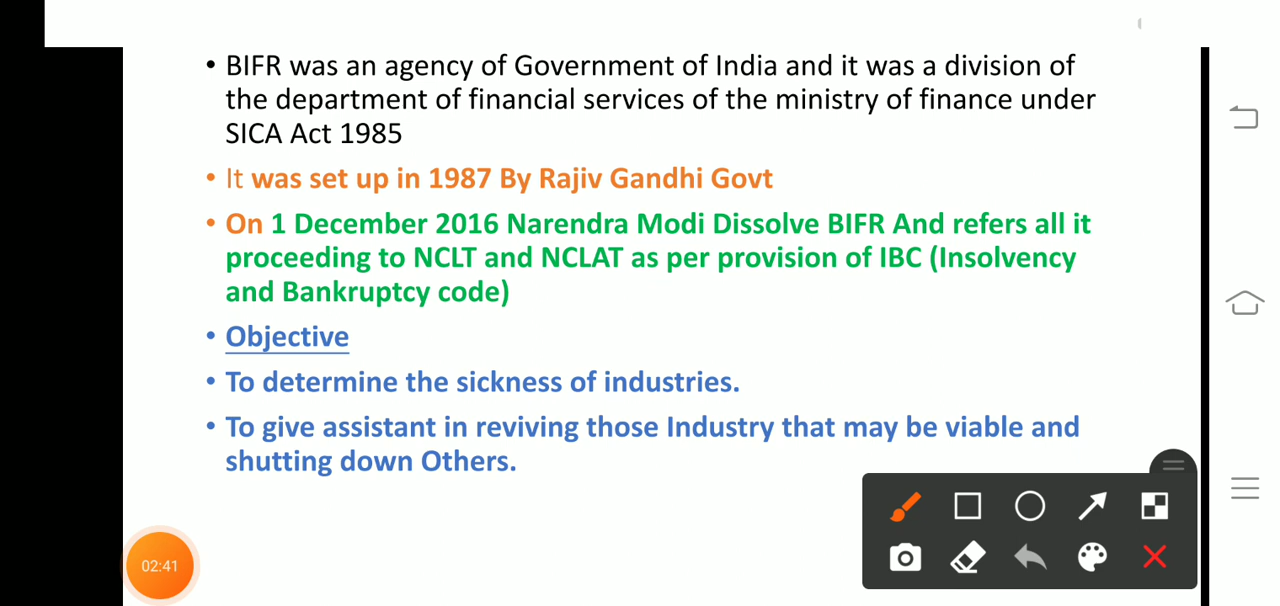 • BIFR was an agency of Government of India and it was a division of
the department of financial services of the ministry of finance under
SICA Act 1985
• It was set up in 1987 By Rajiv Gandhi Govt
• On 1 December 2016 Narendra Modi Dissolve BIFR And refers all it
proceeding to NCLT and NCLAT as per provision of IBC (Insolvency
and Bankruptcy code)
• Objective
• To determine the sickness of industries.
• To give assistant in reviving those Industry that may be viable and
shutting down Others.
02:41